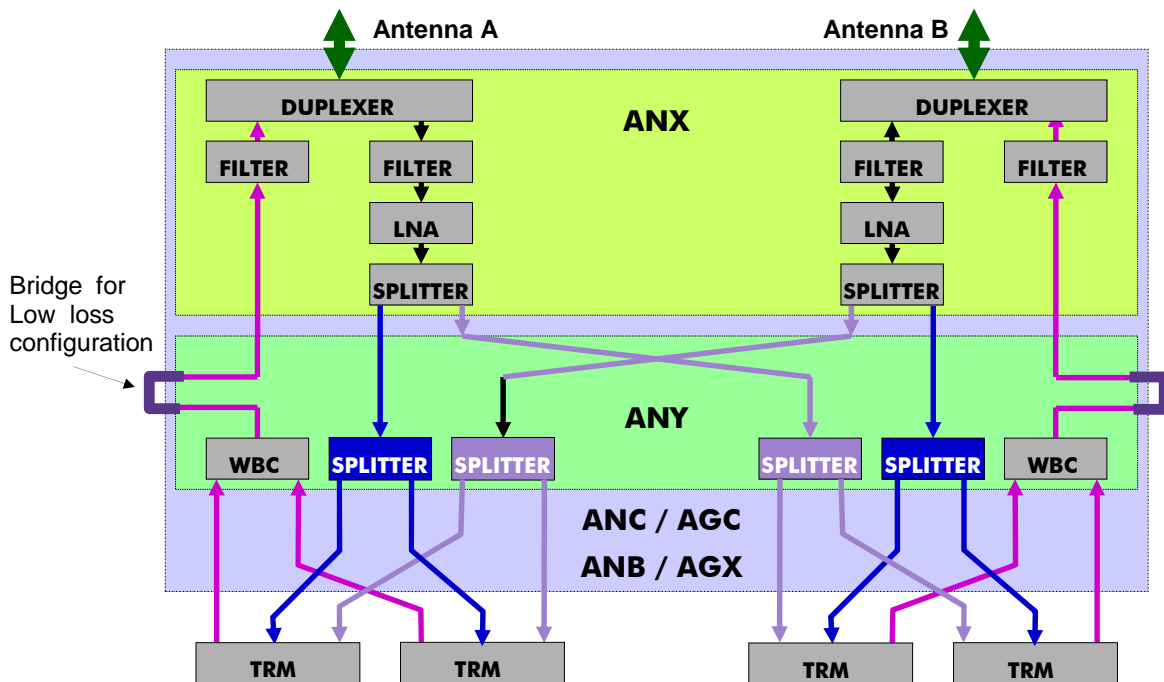 Antenna A
Antenna B
DUPLEXER
DUPLEXER
ANX
FILTER
FILTER
FILTER
FILTER
LNA
LNA
SPLITTER
SPLITTER
Bridge for
Low loss
configuration
ANY
WBC
SPLITTER
SPLITTER
SPLITTER
SPLITTER
WBC
ANC / AGC
ANB / AGX
TRM
TRM
TRM
TRM